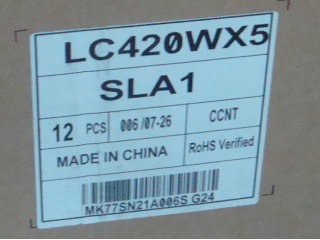 LC420WX5
SLA1
12 PCS 006/07-26 CCNT
MADE IN CHINA RoHS Verified
MK77SN21A006S G24